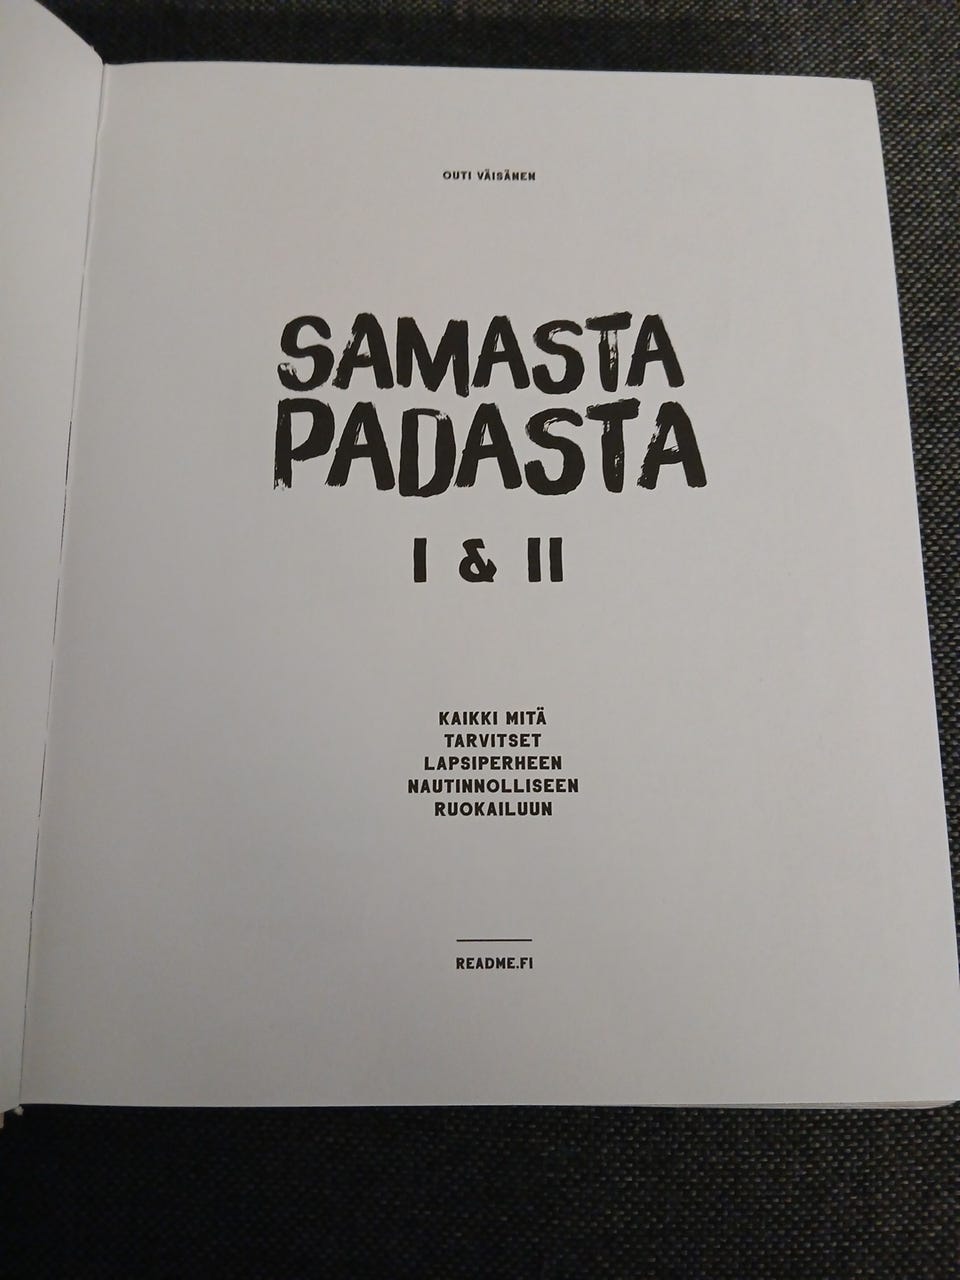 OUTI VÄISÄNEN
SAMASTA
PADASTA
I & II
KAIKKI MITÄ
TARVITSET
LAPSIPERHEEN
NAUTINNOLLISEEN
RUOKAILUUN
README.FI